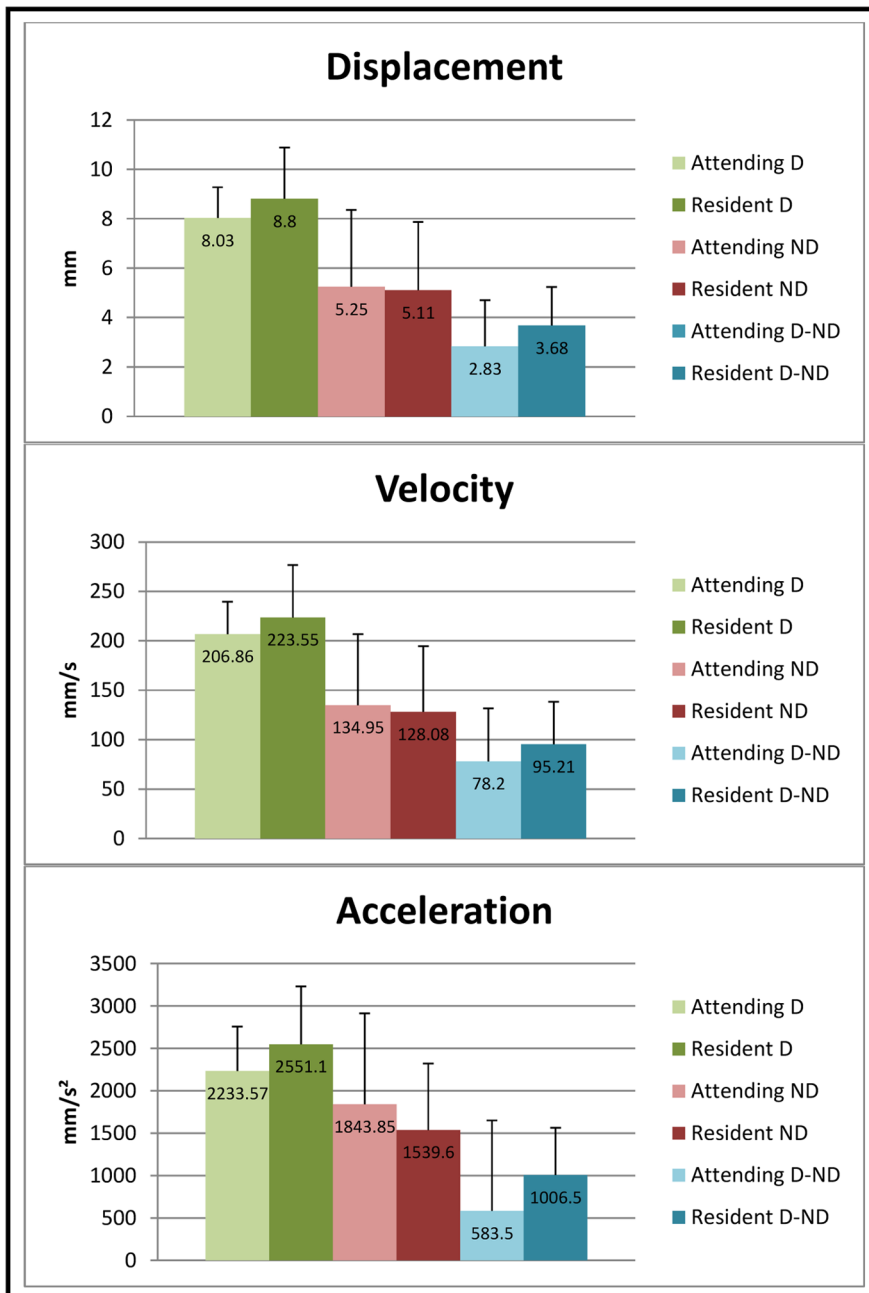 Displacement
12
10
8
6
4
2
0
mm
8.03
8.8
5.25
5.11
2.83
3.68
Attending D
Resident D
Attending ND
Resident ND
Attending D-ND
Resident D-ND
Velocity
300
250
200
150
100
50
0
mm/s
206.86
223.55
134.95
128.08
78.2
95.21
Attending D
Resident D
Attending ND
Resident ND
Attending D-ND
Resident D-ND
Acceleration
3500
3000
2500
2000
1500
1000
500
0
mm/s²
2233.57
2551.1
1843.85
1539.6
583.5
1006.5
Attending D
Resident D
Attending ND
Resident ND
Attending D-ND
Resident D-ND